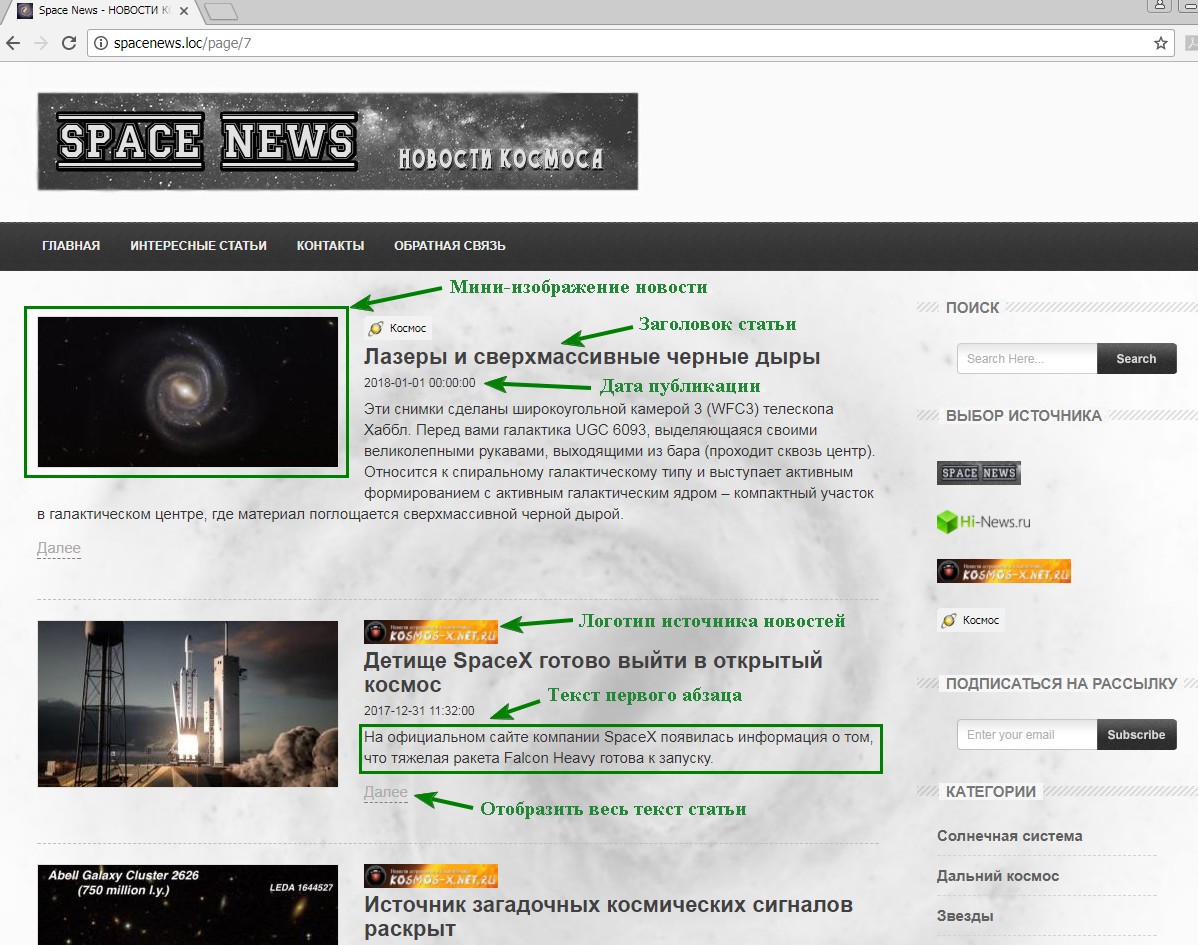 Space News - НОВОСТИ К
spacenews.loc/page/7
SPACE NEWS
НОВОСТИ КОСМОСА
ГЛАВНАЯ ИНТЕРЕСНЫЕ СТАТЬИ КОНТАКТЫ ОБРАТНАЯ СВЯЗЬ
Мини-изображение новости
Космос
Заголовок статьи
Лазеры и сверхмассивные черные дыры
2018-01-01 00:00:00
Дата публикации
Эти снимки сделаны широкоугольной камерой 3 (WFC3) телескопа
Хаббл. Перед вами галактика UGC 6093, выделяющаяся своими
великолепными рукавами, выходящими из бара (проходит сквозь центр).
Относится к спиральному галактическому типу и выступает активным
формированием с активным галактическим ядром – компактный участок
в галактическом центре, где материал поглощается сверхмассивной черной дырой.
Далее
KOSMOS-X.NET.RU
Логотип источника новостей
Детище SpaceX готово выйти в открытый
космос
Текст первого абзаца
2017-12-31 11:32:00
На официальном сайте компании SpaceX появилась информация о том,
что тяжелая ракета Falcon Heavy готова к запуску.
Далее
Отобразить весь текст статьи
Abell Galaxy Cluster 2626
(750 million l.y.)
LEDA 1644527
KOSMOS-X.NET.RU
Источник загадочных космических сигналов
раскрыт
ПОИСК
Search Here...
Search
ВЫБОР ИСТОЧНИКА
SPACE NEWS
Hi-News.ru
KOSMOS-X.NET.RU
Космос
ПОДПИСАТЬСЯ НА РАССЫЛКУ
Enter your email
Subscribe
КАТЕГОРИИ
Солнечная система
Дальний космос
Звезды